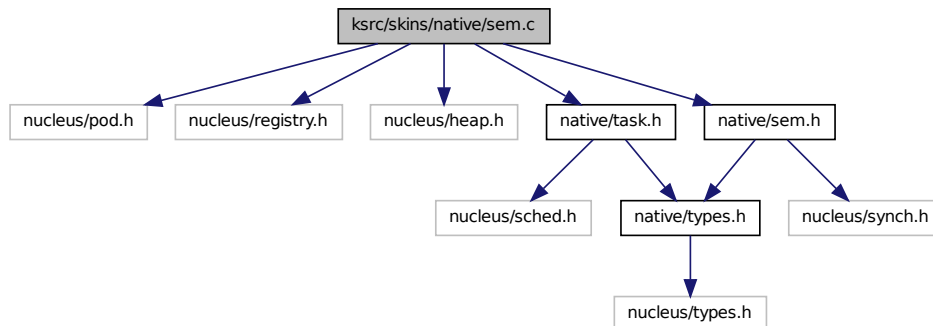 ksrc/skins/native/sem.c
nucleus/pod.h
nucleus/registry.h
nucleus/heap.h
native/task.h
native/sem.h
nucleus/sched.h
native/types.h
nucleus/synch.h
nucleus/types.h